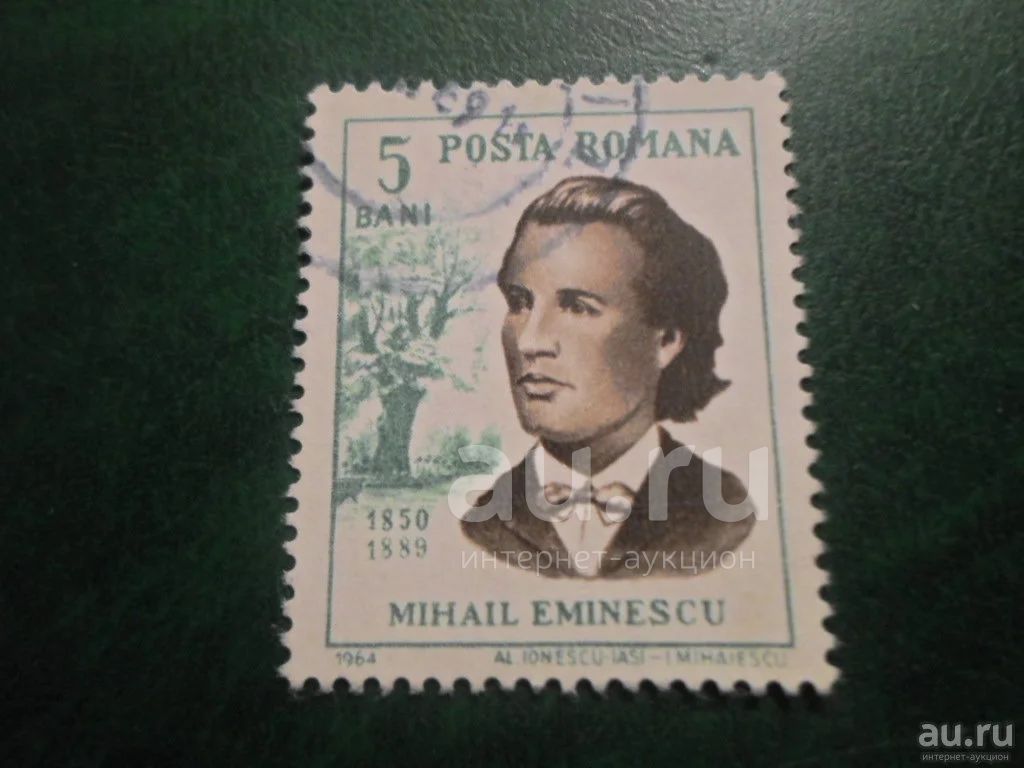 5 POSTA ROMANA
BANI
1850
1889
MIHAIL EMINESCU
1964 AL. IONESCU-IASI-I.MIHAIESCU
au.ru
интернет-аукцион
au.ru
интернет-аукцион